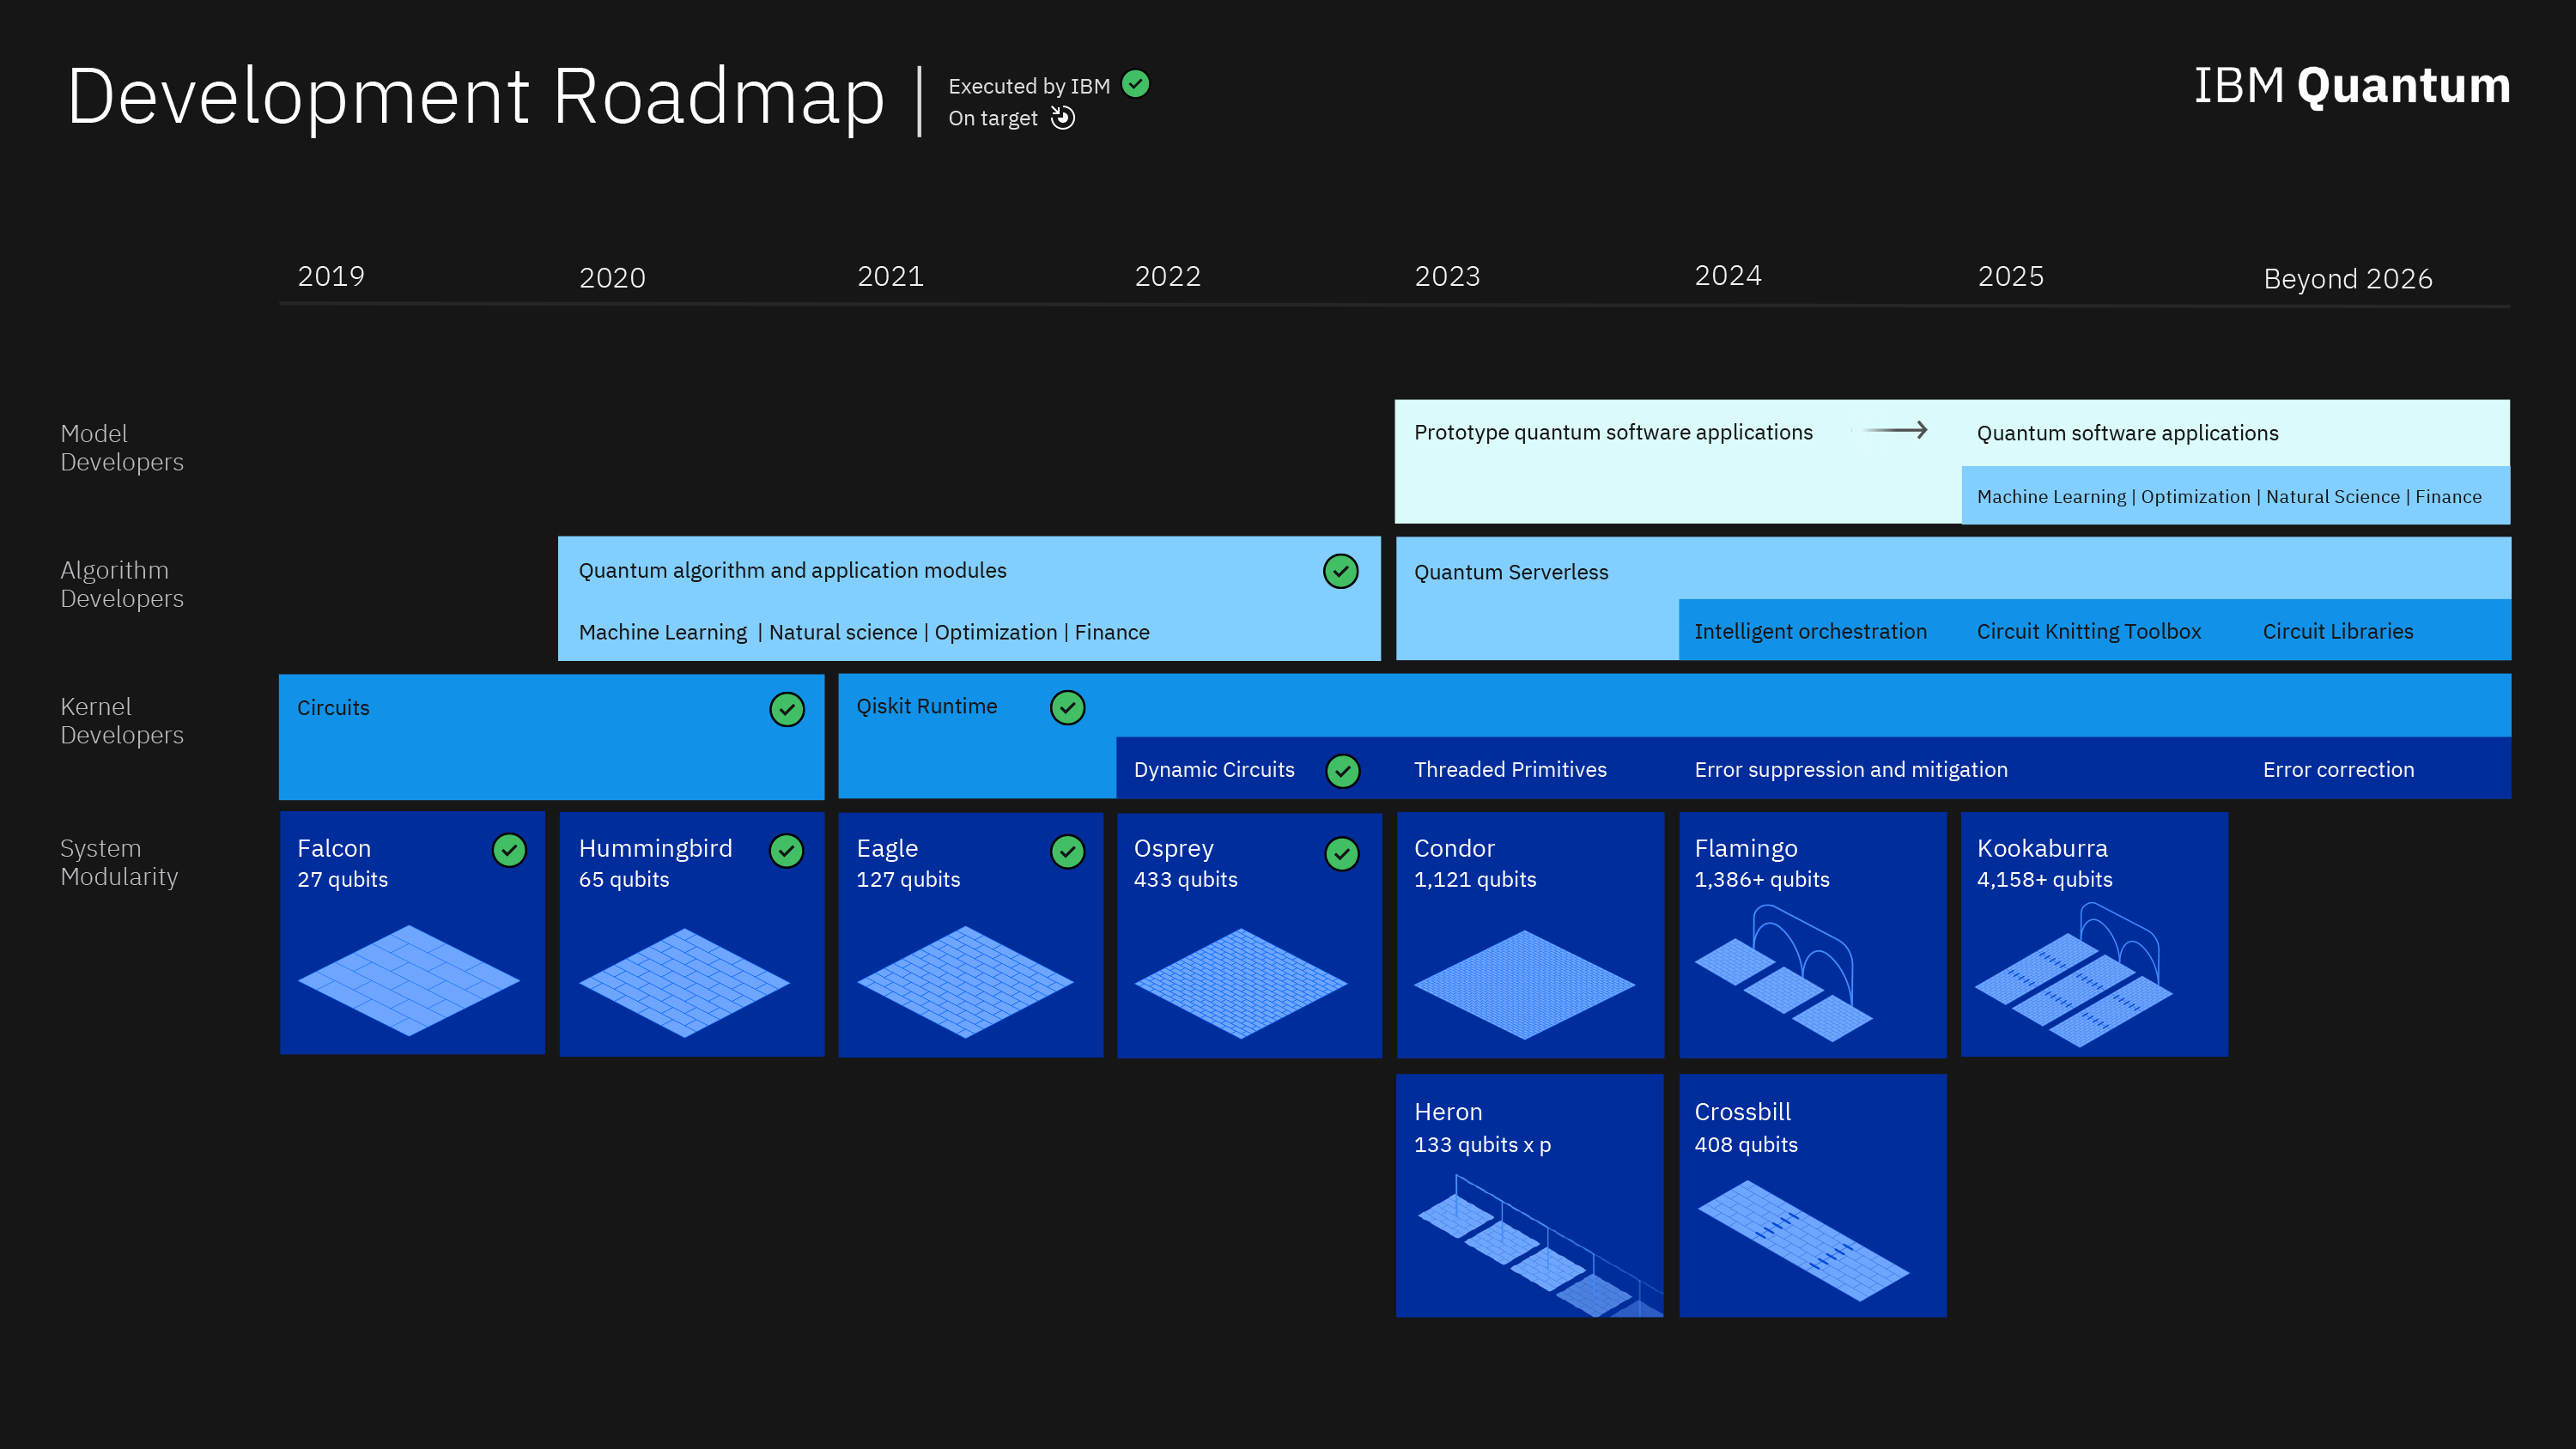 Development Roadmap
Executed by IBM
On target
IBM Quantum
2019
2020
2021
2022
2023
2024
2025
Beyond 2026
Model
Developers
Prototype quantum software applications
Quantum software applications
Machine Learning | Optimization | Natural Science | Finance
Algorithm
Developers
Quantum algorithm and application modules
Machine Learning | Natural science | Optimization | Finance
Quantum Serverless
Intelligent orchestration
Circuit Knitting Toolbox
Circuit Libraries
Kernel
Developers
Circuits
Qiskit Runtime
Dynamic Circuits
Threaded Primitives
Error suppression and mitigation
Error correction
System
Modularity
Falcon
27 qubits
Hummingbird
65 qubits
Eagle
127 qubits
Osprey
433 qubits
Condor
1,121 qubits
Flamingo
1,386+ qubits
Kookaburra
4,158+ qubits
Heron
133 qubits x p
Crossbill
408 qubits